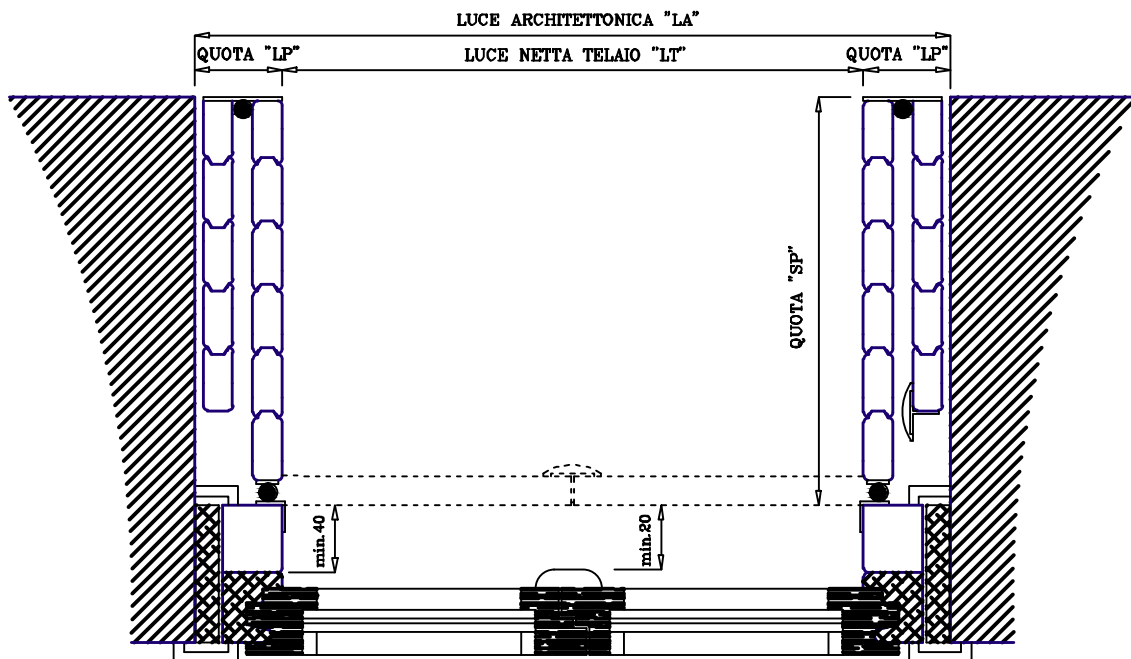 LUCE ARCHITETTONICA "LA"
QUOTA "LP"
LUCE NETTA TELAIO "LT"
QUOTA "LP"
QUOTA "SP"
min.40
min.20